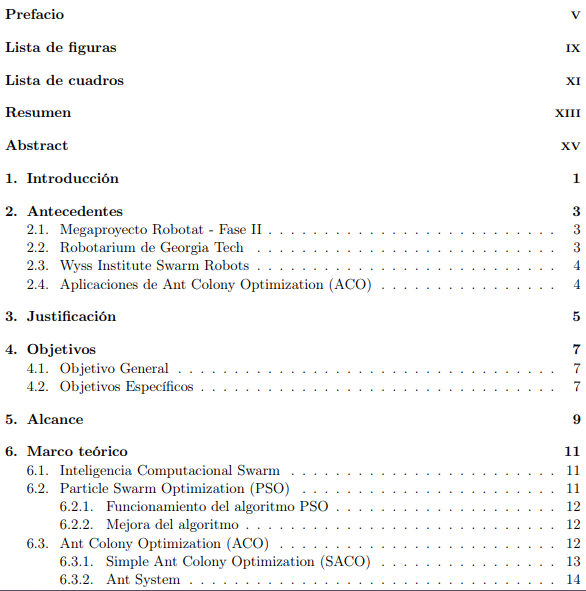 Prefacio V
Lista de figuras IX
Lista de cuadros XI
Resumen XIII
Abstract XV
1. Introducción 1
2. Antecedentes 3
2.1. Megaproyecto Robotat - Fase II . . . . . . . . . . . . . . . . . . . . . . . . . . 3
2.2. Robotarium de Georgia Tech . . . . . . . . . . . . . . . . . . . . . . . . . . . 3
2.3. Wyss Institute Swarm Robots . . . . . . . . . . . . . . . . . . . . . . . . . . . 4
2.4. Aplicaciones de Ant Colony Optimization (ACO) . . . . . . . . . . . . . . . . 4
3. Justificación 5
4. Objetivos 7
4.1. Objetivo General . . . . . . . . . . . . . . . . . . . . . . . . . . . . . . . . . . 7
4.2. Objetivos Específicos . . . . . . . . . . . . . . . . . . . . . . . . . . . . . . . . 7
5. Alcance 9
6. Marco teórico 11
6.1. Inteligencia Computacional Swarm . . . . . . . . . . . . . . . . . . . . . . . . 11
6.2. Particle Swarm Optimization (PSO) . . . . . . . . . . . . . . . . . . . . . . . 11
6.2.1. Funcionamiento del algoritmo PSO . . . . . . . . . . . . . . . . . . . . 12
6.2.2. Mejora del algoritmo . . . . . . . . . . . . . . . . . . . . . . . . . . . . 12
6.3. Ant Colony Optimization (ACO) . . . . . . . . . . . . . . . . . . . . . . . . . 12
6.3.1. Simple Ant Colony Optimization (SACO) . . . . . . . . . . . . . . . . 13
6.3.2. Ant System . . . . . . . . . . . . . . . . . . . . . . . . . . . . . . . . . 14